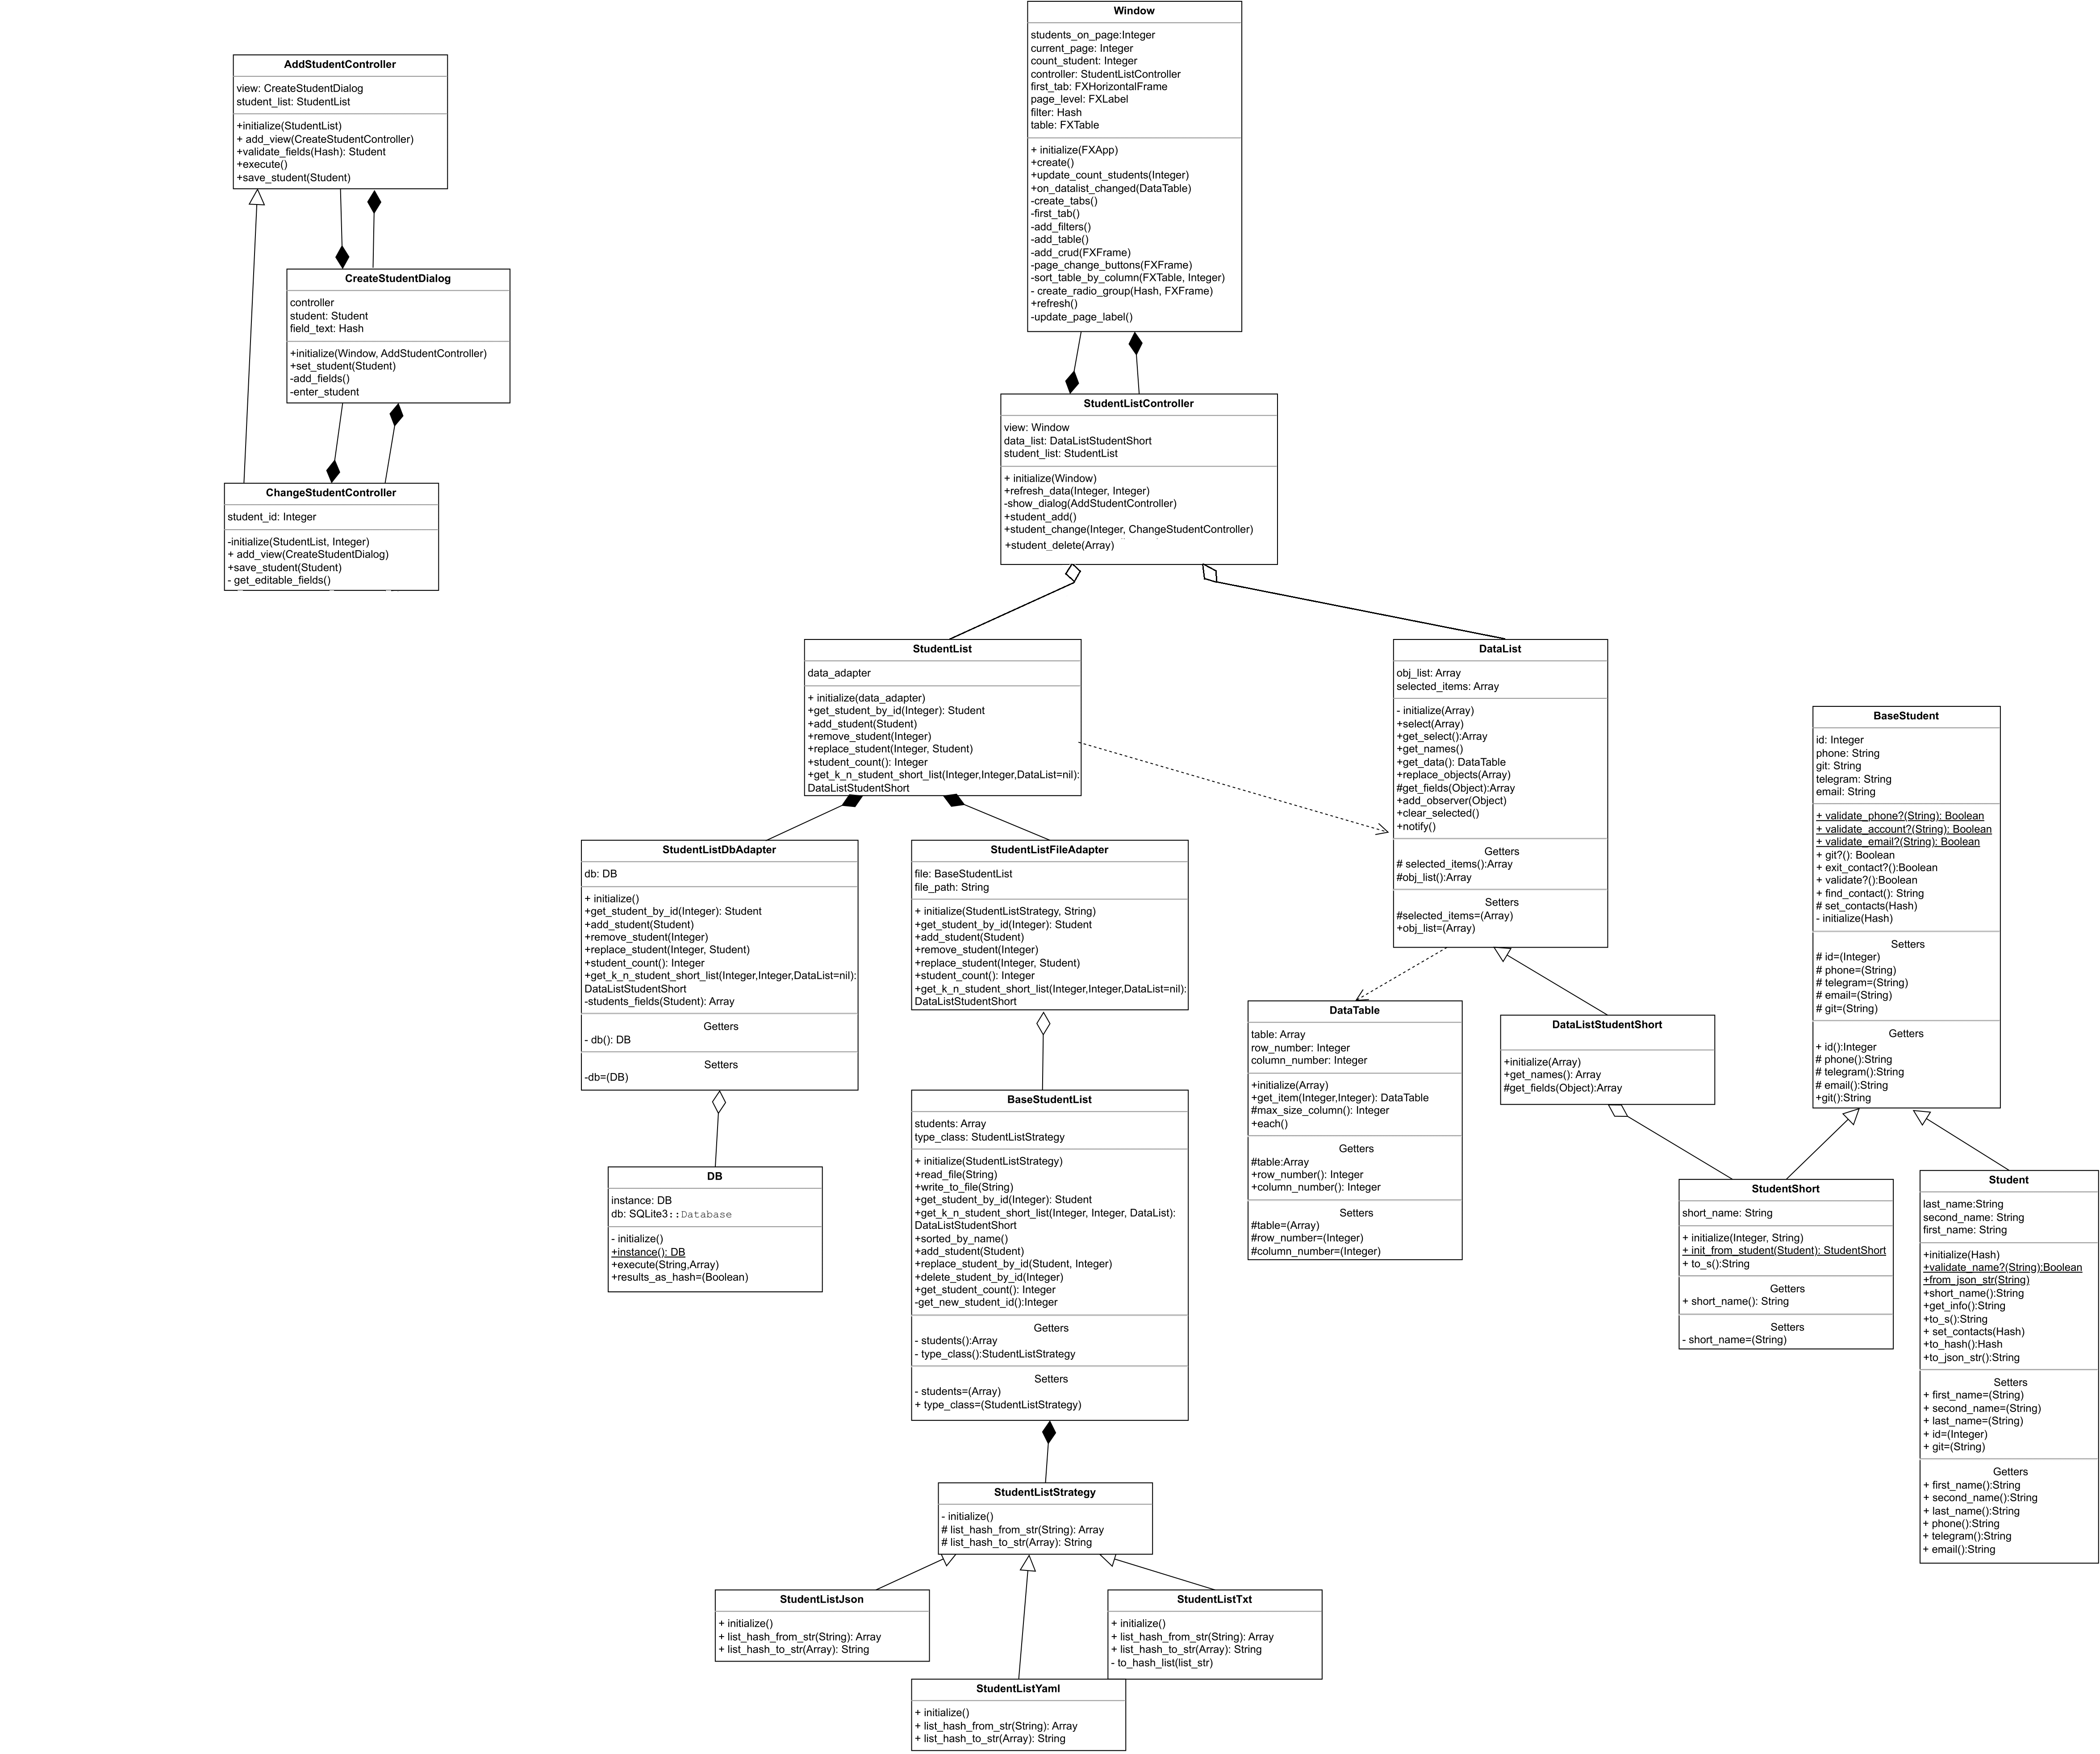 Window
students_on_page:Integer
current_page: Integer
count_student: Integer
controller: StudentListController
first_tab: FXHorizontalFrame
page_level: FXLabel
filter: Hash
table: FXTable
+ initialize(FXApp)
+create()
+update_count_students(Integer)
+on_datalist_changed(DataTable)
-create_tabs()
-first_tab()
-add_filters()
-add_table()
-add_crud(FXFrame)
-page_change_buttons(FXFrame)
-sort_table_by_column(FXTable, Integer)
- create_radio_group(Hash, FXFrame)
+refresh()
-update_page_label()
AddStudentController
view: CreateStudentDialog
student_list: StudentList
+initialize(StudentList)
+ add_view(CreateStudentController)
+validate_fields(Hash): Student
+execute()
+save_student(Student)
CreateStudentDialog
controller
student: Student
field_text: Hash
+initialize(Window, AddStudentController)
+set_student(Student)
-add_fields()
-enter_student
ChangeStudentController
student_id: Integer
-initialize(StudentList, Integer)
+ add_view(CreateStudentDialog)
+save_student(Student)
- get_editable_fields()
StudentListController
view: Window
data_list: DataListStudentShort
student_list: StudentList
+ initialize(Window)
+refresh_data(Integer, Integer)
-show_dialog(AddStudentController)
+student_add()
+student_change(Integer, ChangeStudentController)
+student_delete(Array)
StudentList
data_adapter
+ initialize(data_adapter)
+get_student_by_id(Integer): Student
+add_student(Student)
+remove_student(Integer)
+replace_student(Integer, Student)
+student_count(): Integer
+get_k_n_student_short_list(Integer,Integer,DataList=nil):
DataListStudentShort
DataList
obj_list: Array
selected_items: Array
- initialize(Array)
+select(Array)
+get_select():Array
+get_names()
+get_data(): DataTable
+replace_objects(Array)
#get_fields(Object):Array
+add_observer(Object)
+clear_selected()
+notify()
Getters
# selected_items():Array
#obj_list():Array
Setters
#selected_items=(Array)
+obj_list=(Array)
BaseStudent
id: Integer
phone: String
git: String
telegram: String
email: String
+ validate_phone?(String): Boolean
+ validate_account?(String): Boolean
+ validate_email?(String): Boolean
+ git?(): Boolean
+ exit_contact?():Boolean
+ validate?():Boolean
+ find_contact(): String
# set_contacts(Hash)
- initialize(Hash)
Setters
# id=(Integer)
# phone=(String)
# telegram=(String)
# email=(String)
# git=(String)
Getters
+ id():Integer
# phone():String
# telegram():String
# email():String
+git():String
StudentListDbAdapter
db: DB
+ initialize()
+get_student_by_id(Integer): Student
+add_student(Student)
+remove_student(Integer)
+replace_student(Integer, Student)
+student_count(): Integer
+get_k_n_student_short_list(Integer,Integer,DataList=nil):
DataListStudentShort
-students_fields(Student): Array
Getters
- db(): DB
Setters
-db=(DB)
StudentListFileAdapter
file: BaseStudentList
file_path: String
+ initialize(StudentListStrategy, String)
+get_student_by_id(Integer): Student
+add_student(Student)
+remove_student(Integer)
+replace_student(Integer, Student)
+student_count(): Integer
+get_k_n_student_short_list(Integer,Integer,DataList=nil):
DataListStudentShort
DataTable
table: Array
row_number: Integer
column_number: Integer
+initialize(Array)
+get_item(Integer,Integer): DataTable
#max_size_column(): Integer
+each()
Getters
#table:Array
+row_number(): Integer
+column_number(): Integer
Setters
#table=(Array)
#row_number=(Integer)
#column_number=(Integer)
DataListStudentShort
+initialize(Array)
+get_names(): Array
#get_fields(Object):Array
DB
instance: DB
db: SQLite3::Database
- initialize()
+instance(): DB
+execute(String,Array)
+results_as_hash=(Boolean)
BaseStudentList
students: Array
type_class: StudentListStrategy
+ initialize(StudentListStrategy)
+read_file(String)
+write_to_file(String)
+get_student_by_id(Integer): Student
+get_k_n_student_short_list(Integer, Integer, DataList):
DataListStudentShort
+sorted_by_name()
+add_student(Student)
+replace_student_by_id(Student, Integer)
+delete_student_by_id(Integer)
+get_student_count(): Integer
-get_new_student_id():Integer
Getters
- students():Array
- type_class():StudentListStrategy
Setters
- students=(Array)
+ type_class=(StudentListStrategy)
StudentShort
short_name: String
+ initialize(Integer, String)
+ init_from_student(Student): StudentShort
+ to_s():String
Getters
+ short_name(): String
Setters
- short_name=(String)
Student
last_name:String
second_name: String
first_name: String
+initialize(Hash)
+validate_name?(String):Boolean
+from_json_str(String)
+short_name():String
+get_info():String
+to_s():String
+ set_contacts(Hash)
+to_hash():Hash
+to_json_str():String
Setters
+ first_name=(String)
+ second_name=(String)
+ last_name=(String)
+ id=(Integer)
+ git=(String)
Getters
+ first_name():String
+ second_name():String
+ last_name():String
+ phone():String
+ telegram():String
+ email():String
StudentListStrategy
- initialize()
# list_hash_from_str(String): Array
# list_hash_to_str(Array): String
StudentListJson
+ initialize()
+ list_hash_from_str(String): Array
+ list_hash_to_str(Array): String
StudentListTxt
+ initialize()
+ list_hash_from_str(String): Array
+ list_hash_to_str(Array): String
- to_hash_list(list_str)
StudentListYaml
+ initialize()
+ list_hash_from_str(String): Array
+ list_hash_to_str(Array): String